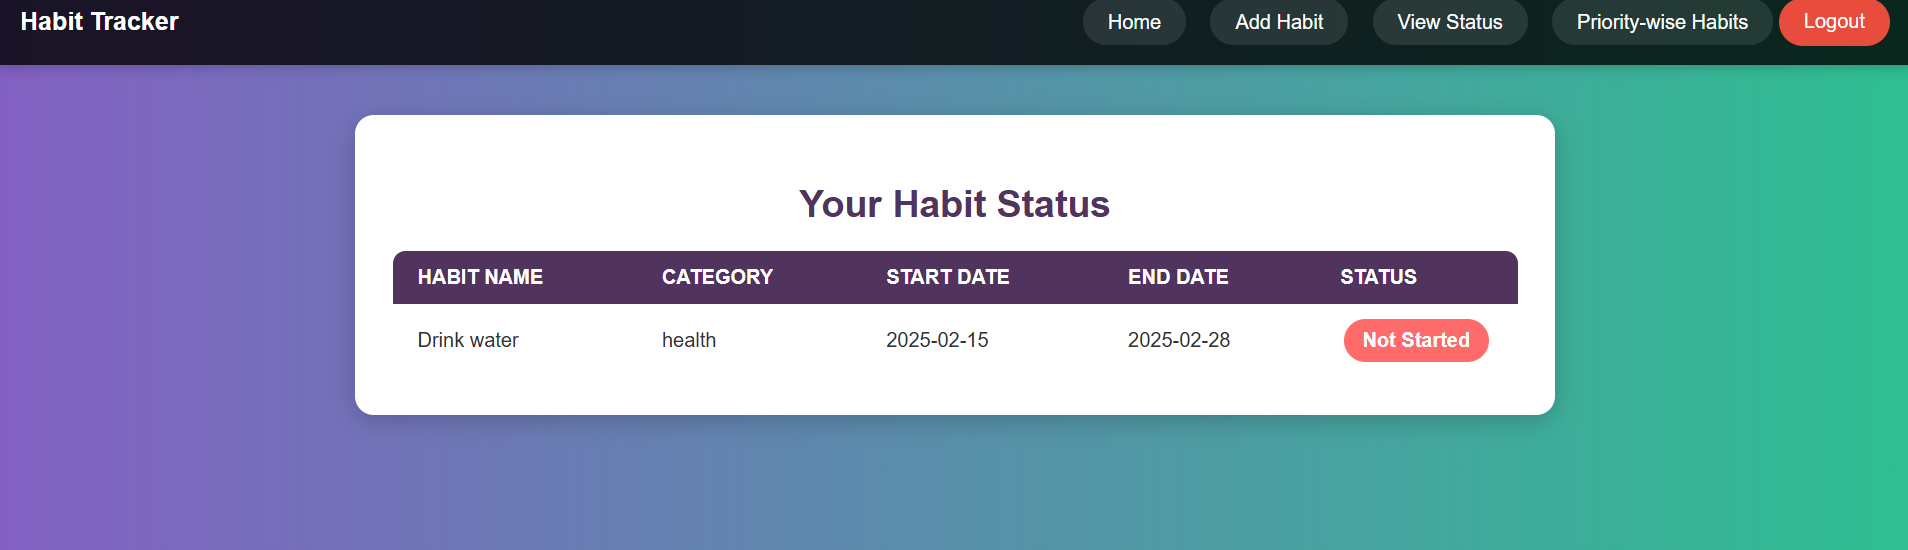 Habit Tracker Home Add Habit View Status Priority-wise Habits Logout
Your Habit Status
HABIT NAME CATEGORY START DATE END DATE STATUS
Drink water health 2025-02-15 2025-02-28 Not Started